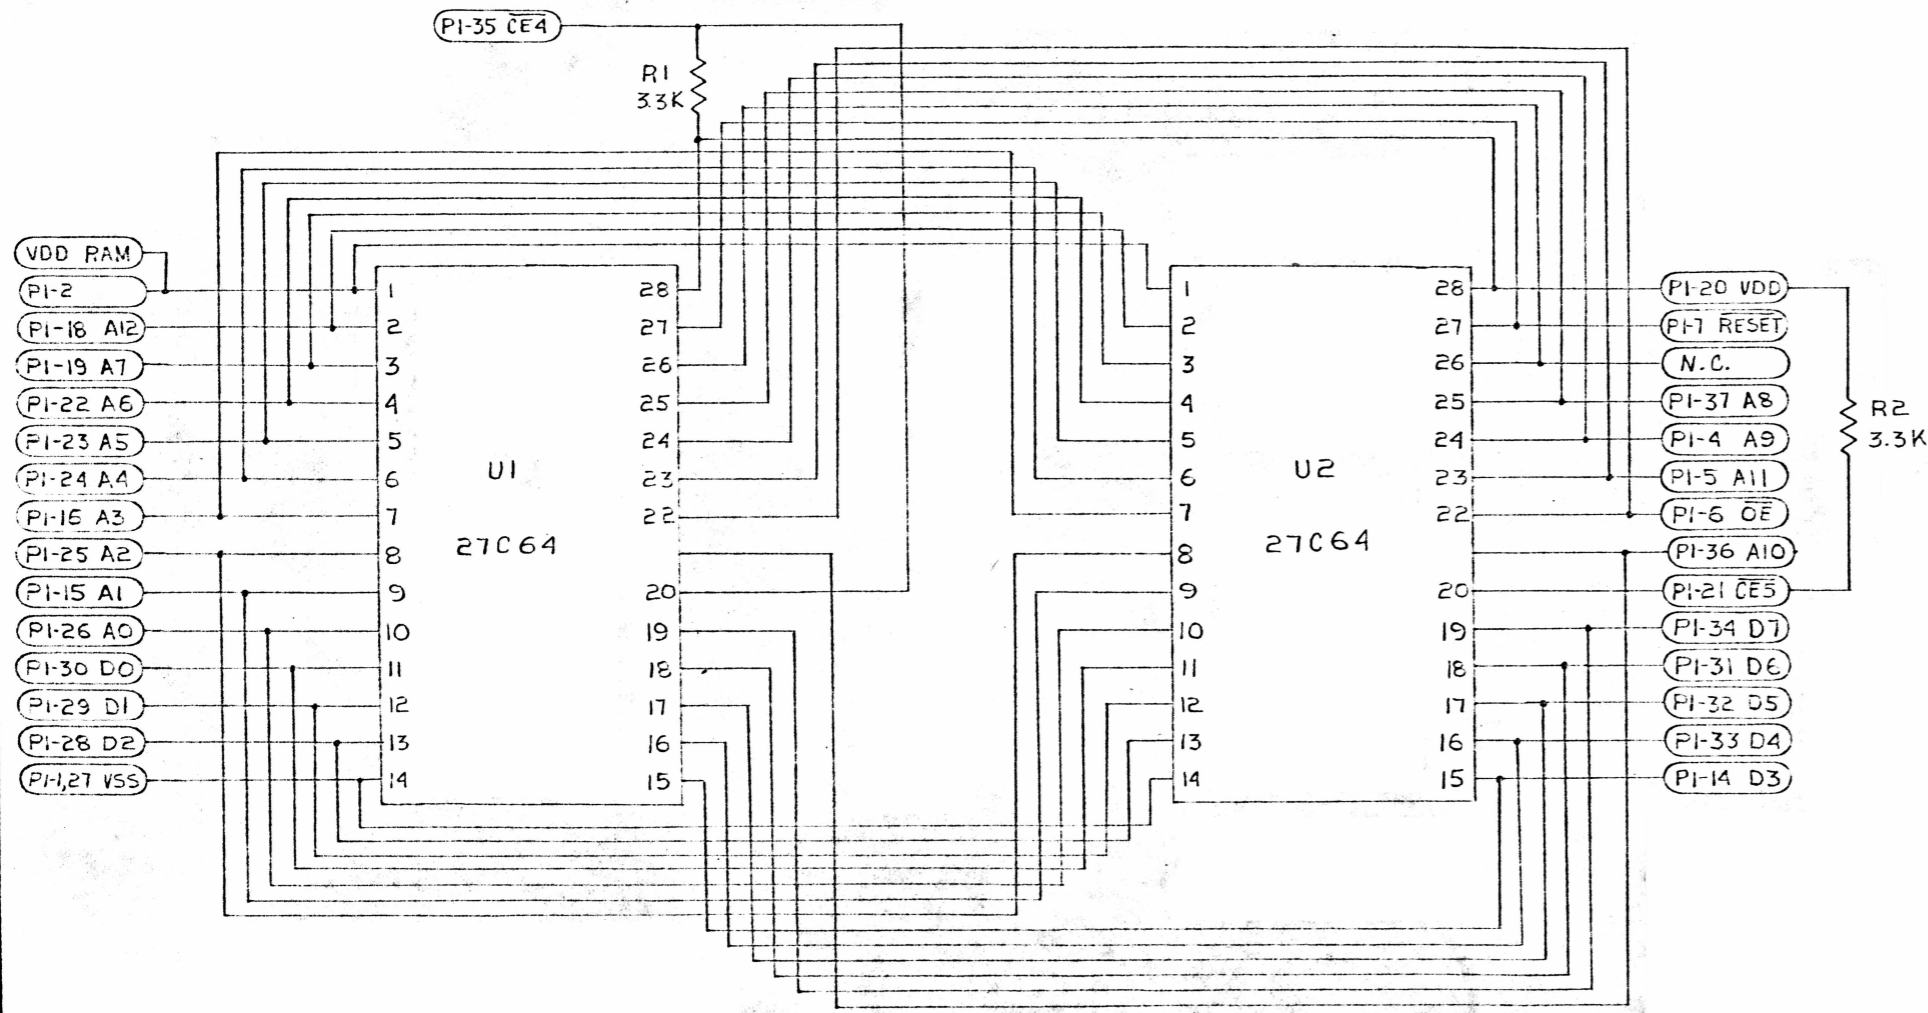 P1-35 C̅E̅4̅
R1
3.3K
VDD RAM
P1-2
P1-18 A12
P1-19 A7
P1-22 A6
P1-23 A5
P1-24 A4
P1-16 A3
P1-25 A2
P1-15 A1
P1-26 A0
P1-30 D0
P1-29 D1
P1-28 D2
P1-1,27 VSS
1
2
3
4
5
6
7
8
9
10
11
12
13
14
U1
27C64
28
27
26
25
24
23
22
20
19
18
17
16
15
1
2
3
4
5
6
7
8
9
10
11
12
13
14
U2
27C64
28
27
26
25
24
23
22
20
19
18
17
16
15
P1-20 VDD
P1-7 R̅E̅S̅E̅T̅
N.C.
P1-37 A8
P1-4 A9
P1-5 A11
P1-6 O̅E̅
P1-36 A10
P1-21 C̅E̅5̅
P1-34 D7
P1-31 D6
P1-32 D5
P1-33 D4
P1-14 D3
R2
3.3K